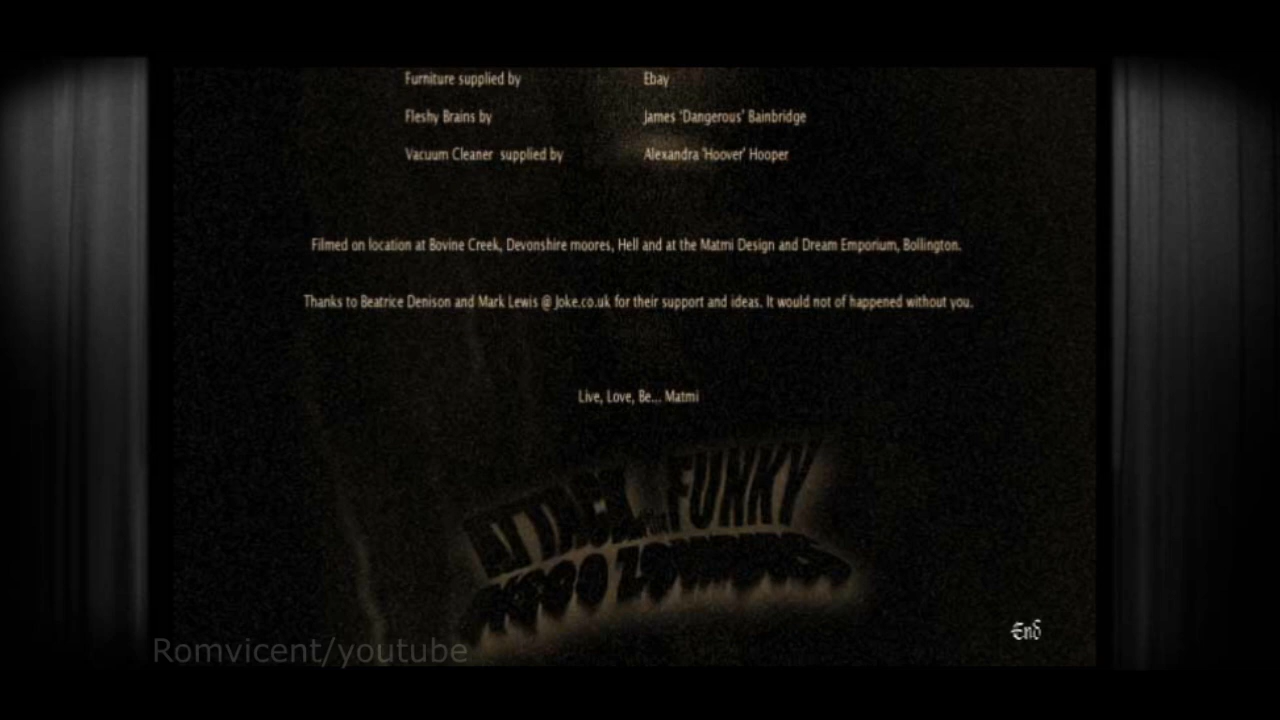 Furniture supplied by Ebay
Fleshy Brains by James 'Dangerous' Bainbridge
Vacuum Cleaner supplied by Alexandra 'Hoover' Hooper
Filmed on location at Bovine Creek, Devonshire moores, Hell and at the Matmi Design and Dream Emporium, Bollington.
Thanks to Beatrice Denison and Mark Lewis @ Joke.co.uk for their support and ideas. It would not of happened without you.
Live, Love, Be... Matmi
ATTACK FUNKY
End
Romvicent/youtube